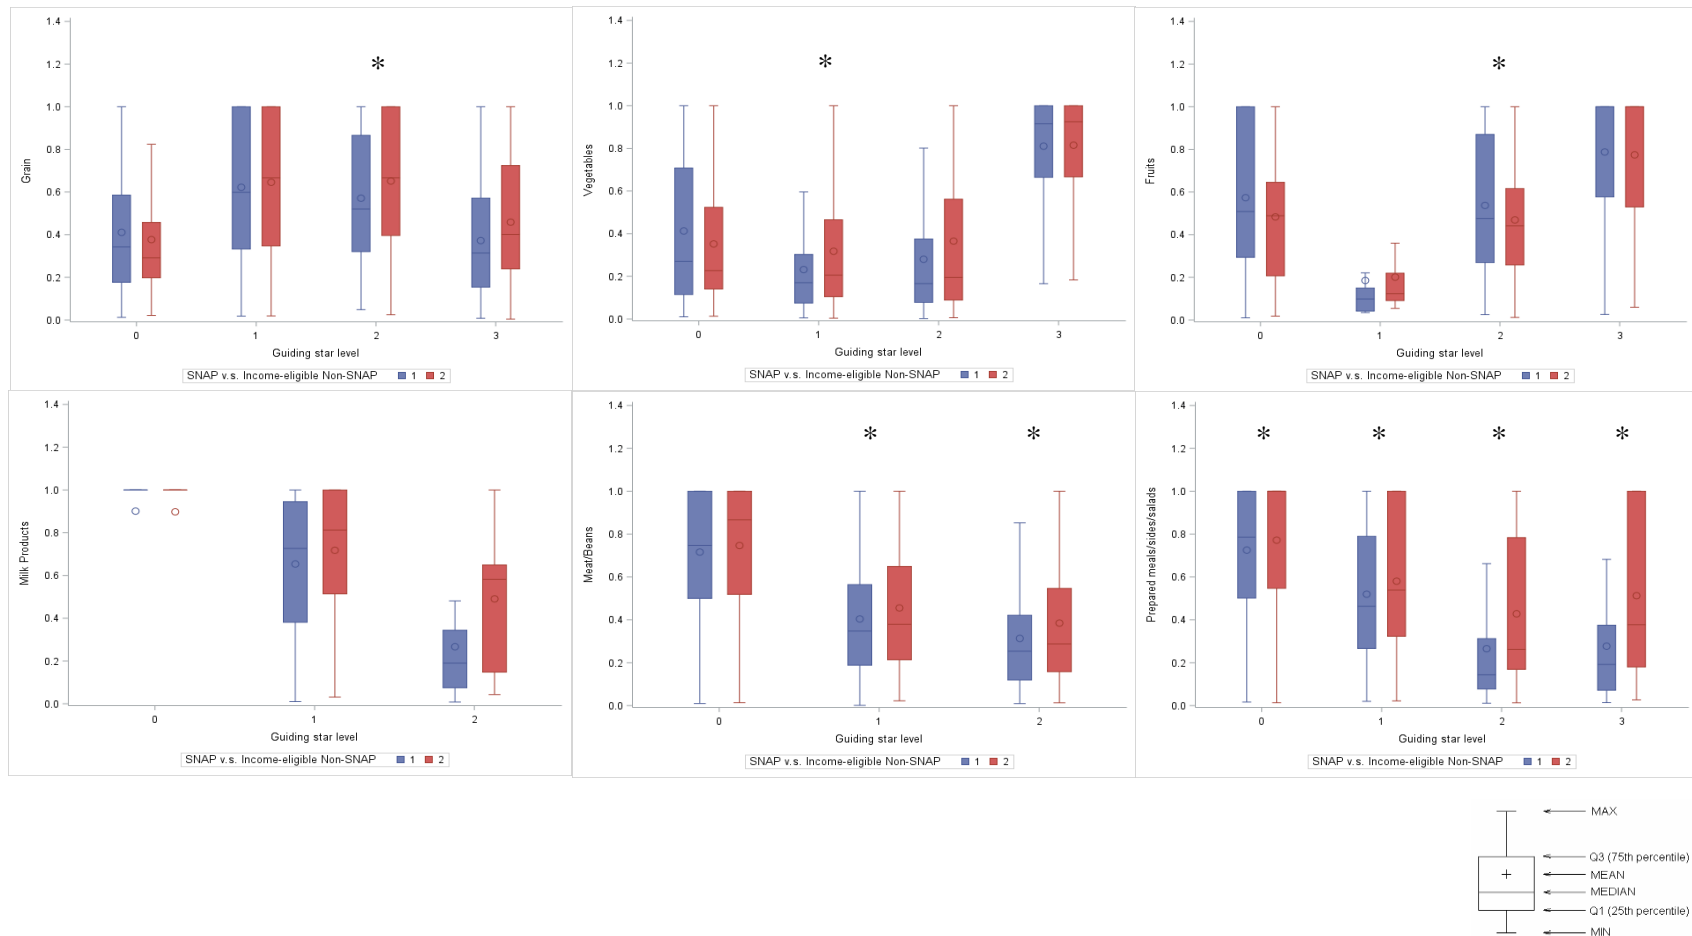 1.4
1.2
1.0
0.8
0.6
0.4
0.2
0.0
Grain
*
0 1 2 3
Guiding star level
SNAP v.s. Income-eligible Non-SNAP 1 2
1.4
1.2
1.0
0.8
0.6
0.4
0.2
0.0
Vegetables
*
0 1 2 3
Guiding star level
SNAP v.s. Income-eligible Non-SNAP 1 2
1.4
1.2
1.0
0.8
0.6
0.4
0.2
0.0
Fruits
*
0 1 2 3
Guiding star level
SNAP v.s. Income-eligible Non-SNAP 1 2
1.4
1.2
1.0
0.8
0.6
0.4
0.2
0.0
Milk Products
0 1 2
Guiding star level
SNAP v.s. Income-eligible Non-SNAP 1 2
1.4
1.2
1.0
0.8
0.6
0.4
0.2
0.0
Meat/Beans
* *
0 1 2
Guiding star level
SNAP v.s. Income-eligible Non-SNAP 1 2
1.4
1.2
1.0
0.8
0.6
0.4
0.2
0.0
Prepared meals/sides/salads
* * * *
0 1 2 3
Guiding star level
SNAP v.s. Income-eligible Non-SNAP 1 2
MAX
Q3 (75th percentile)
MEAN
MEDIAN
Q1 (25th percentile)
MIN